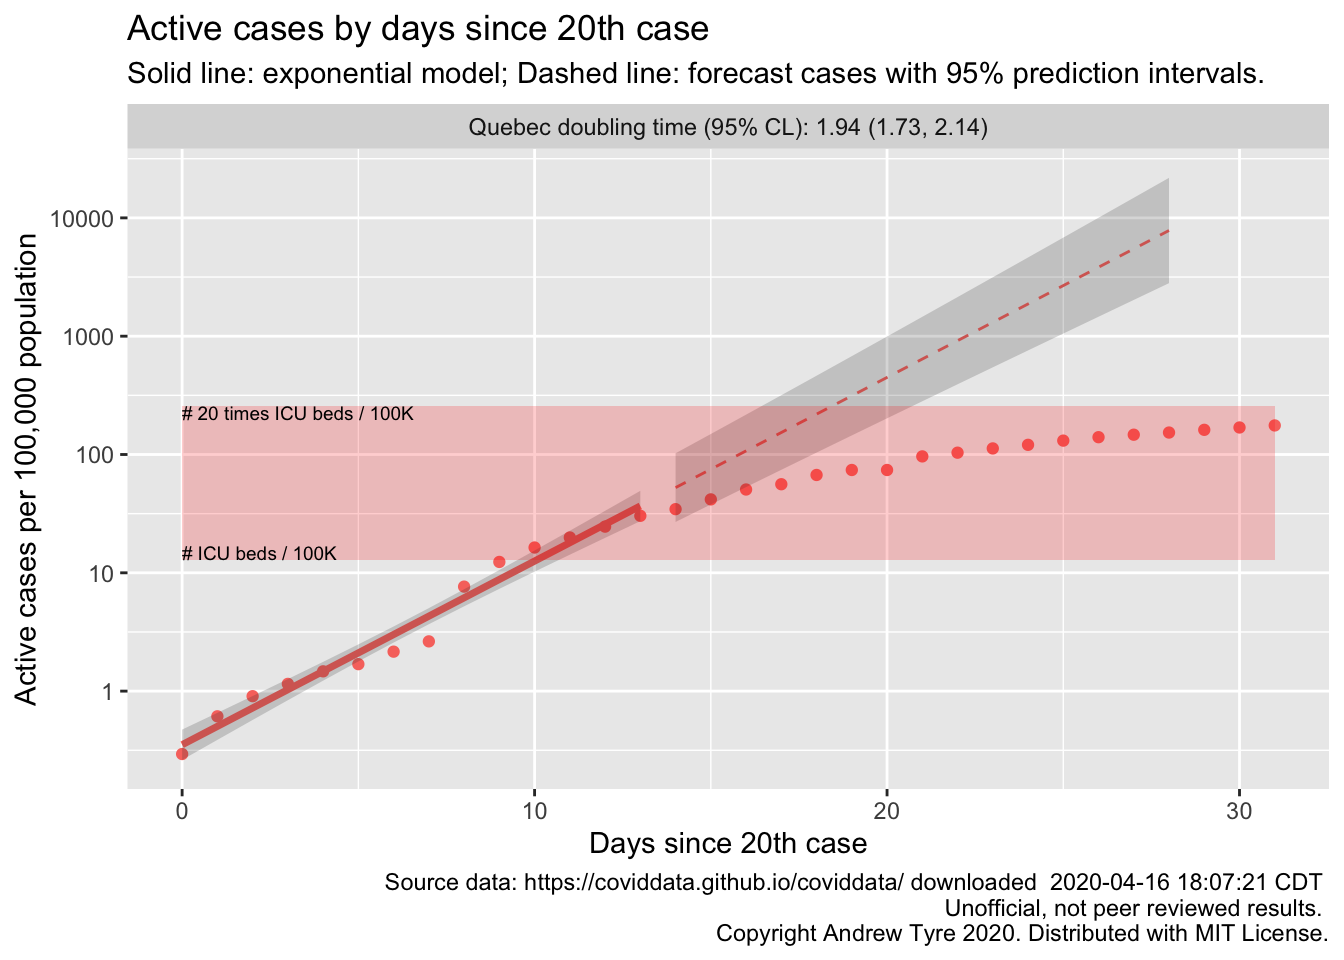 Active cases by days since 20th case
Solid line: exponential model; Dashed line: forecast cases with 95% prediction intervals.
Quebec doubling time (95% CL): 1.94 (1.73, 2.14)
Active cases per 100,000 population
10000
1000
100
10
1
# 20 times ICU beds / 100K
# ICU beds / 100K
0
10
20
30
Days since 20th case
Source data: https://coviddata.github.io/coviddata/ downloaded  2020-04-16 18:07:21 CDT
Unofficial, not peer reviewed results.
Copyright Andrew Tyre 2020. Distributed with MIT License.